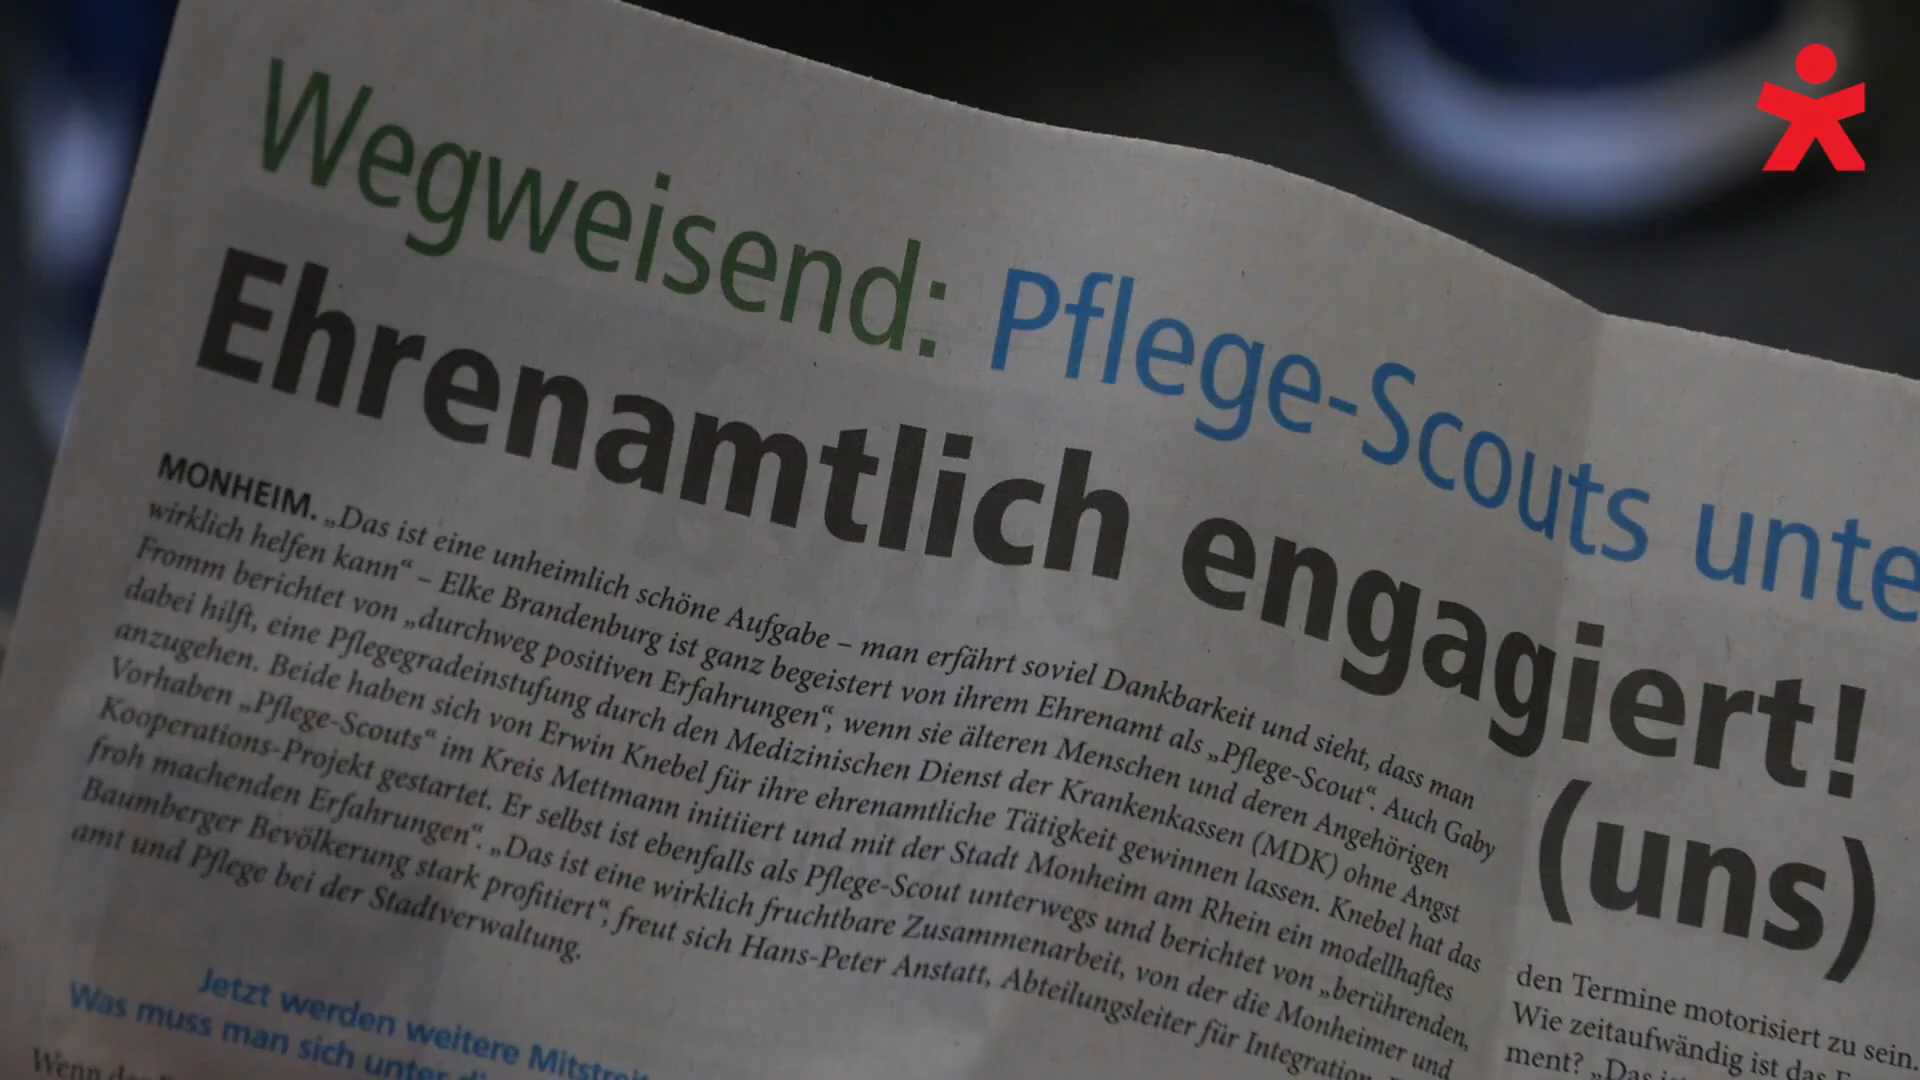 Wegweisend: Pflege-Scouts unte
Ehrenamtlich engagiert!
MONHEIM. „Das ist eine unheimlich schöne Aufgabe – man erfährt soviel Dankbarkeit und sieht, dass man
wirklich helfen kann“ – Elke Brandenburg ist ganz begeistert von ihrem Ehrenamt als „Pflege-Scout“. Auch Gaby
Fromm berichtet von „durchweg positiven Erfahrungen“, wenn sie älteren Menschen und deren Angehörigen
dabei hilft, eine Pflegegradeinstufung durch den Medizinischen Dienst der Krankenkassen (MDK) ohne Angst
anzugehen. Beide haben sich von Erwin Knebel für ihre ehrenamtliche Tätigkeit gewinnen lassen. Knebel hat das
Vorhaben „Pflege-Scouts“ im Kreis Mettmann initiiert und mit der Stadt Monheim am Rhein ein modellhaftes
Kooperations-Projekt gestartet. Er selbst ist ebenfalls als Pflege-Scout unterwegs und berichtet von „berührenden,
froh machenden Erfahrungen“. „Das ist eine wirklich fruchtbare Zusammenarbeit, von der die Monheimer und
Baumberger Bevölkerung stark profitiert“, freut sich Hans-Peter Anstatt, Abteilungsleiter für Integration,
amt und Pflege bei der Stadtverwaltung.
Jetzt werden weitere Mitstreit
Was muss man sich unter
Wenn
(uns)
den Termine motorisiert zu sein.
Wie zeitaufwändig ist das
ment? „Das